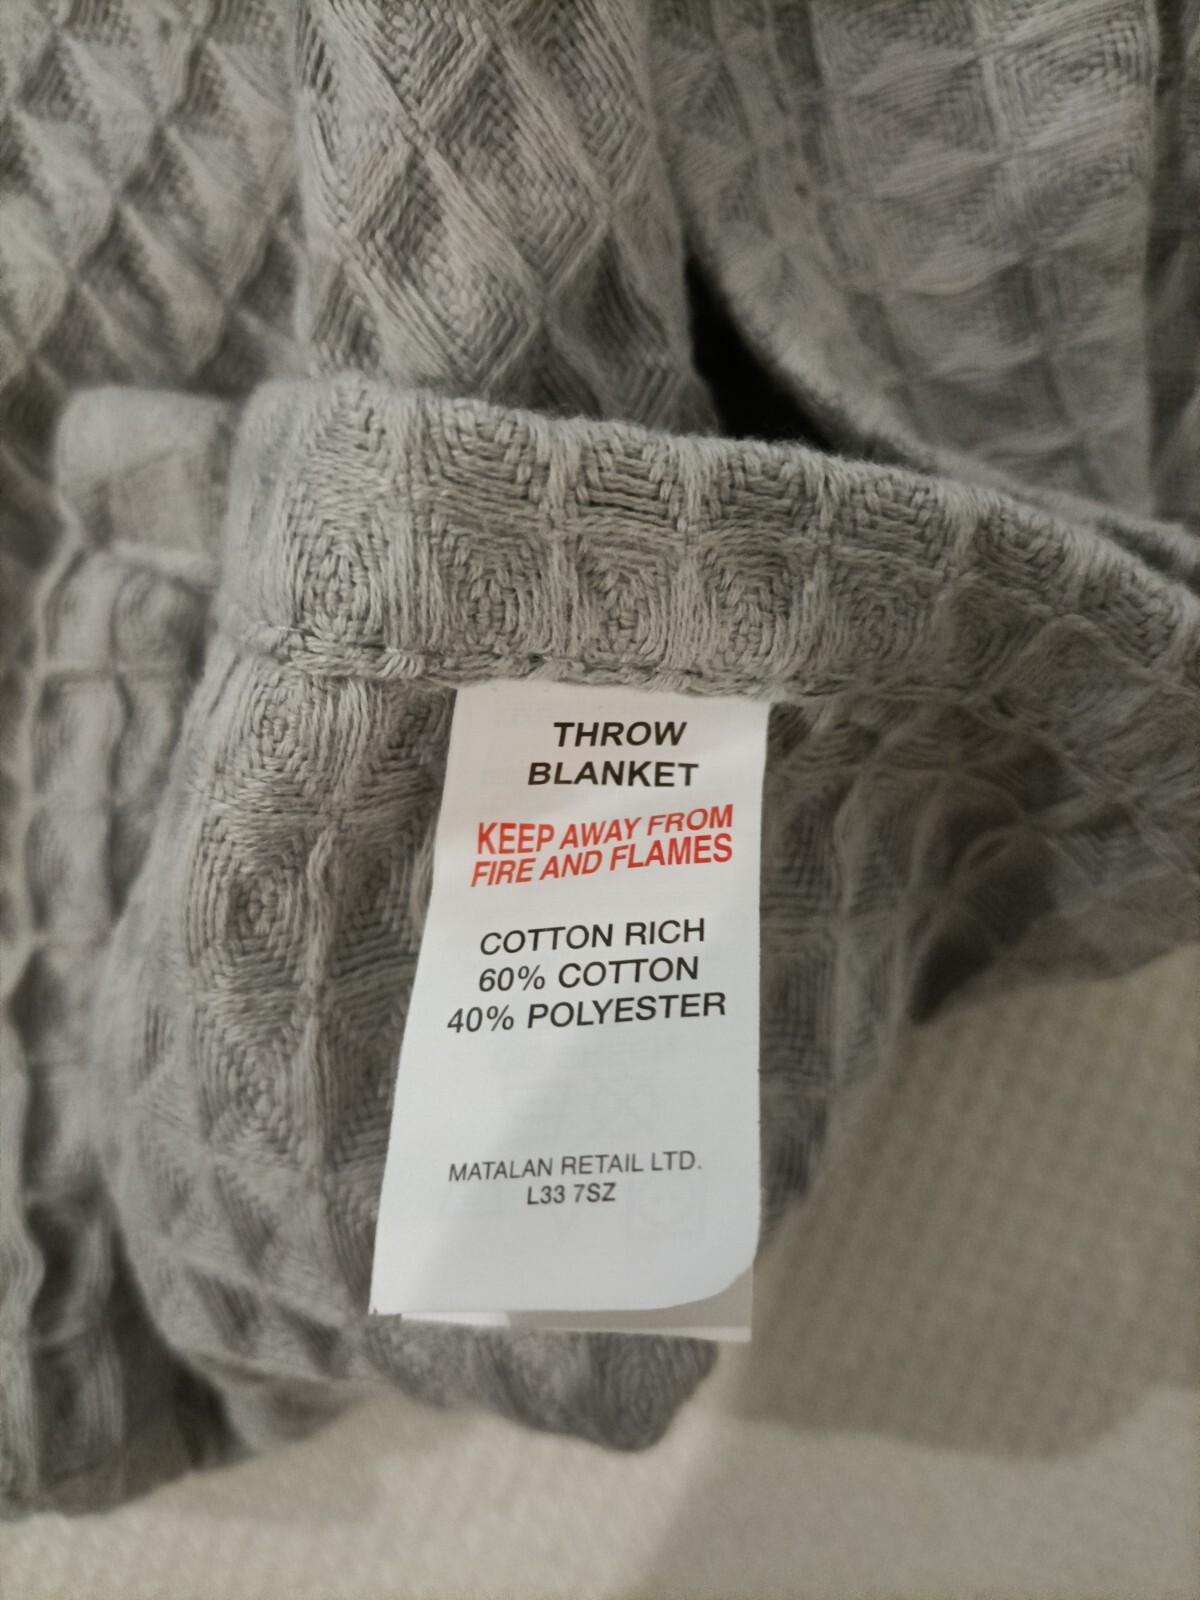 THROW
BLANKET
KEEP AWAY FROM
FIRE AND FLAMES
COTTON RICH
60% COTTON
40% POLYESTER
MATALAN RETAIL LTD.
L33 7SZ